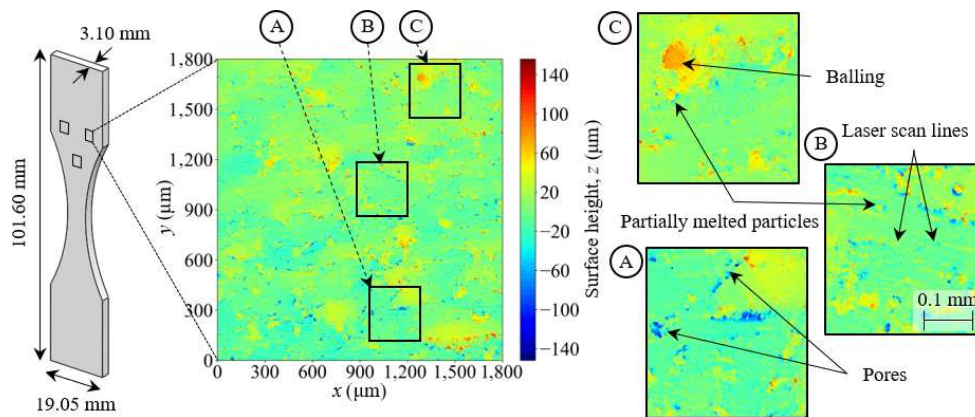 A
B
C
3.10 mm
101.60 mm
19.05 mm
1,800
1,500
1,200
900
600
300
0
y (μm)
0 300 600 900 1,200 1,500 1,800
x (μm)
140
100
60
20
−20
−60
−100
−140
Surface height, z (μm)
C
Balling
Laser scan lines
B
Partially melted particles
A
0.1 mm
Pores